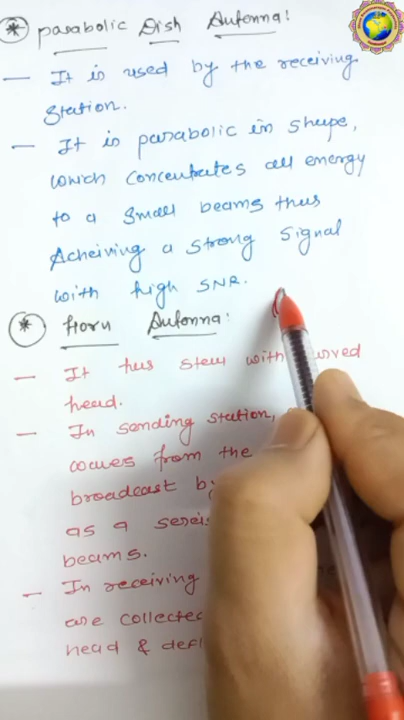 * parabolic Dish Antenna:
— It is used by the receiving
station.
— It is parabolic in shape,
which concentrates all energy
to a small beams thus
Acheiving a strong signal
with high SNR.
* Horn Antenna:
— It has stem with
head.
— In sending station,
comes from the
broadcast by
as a
beams.
— In receiving
are collected
head &